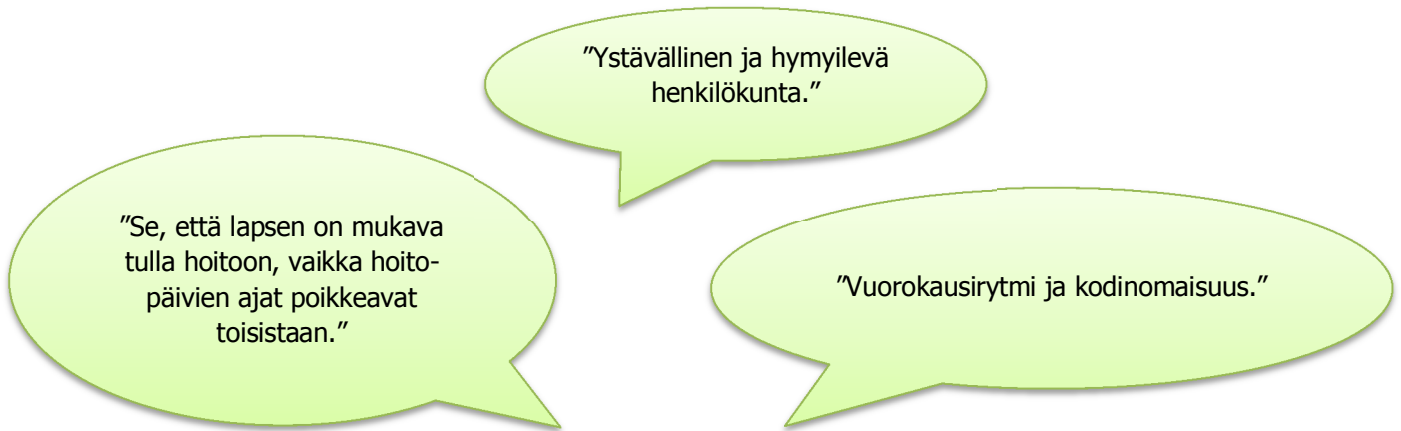 ”Ystävällinen ja hymyilevä
henkilökunta.”
”Se, että lapsen on mukava
tulla hoitoon, vaikka hoito-
päivien ajat poikkeavat
toisistaan.”
”Vuorokausirytmi ja kodinomaisuus.”